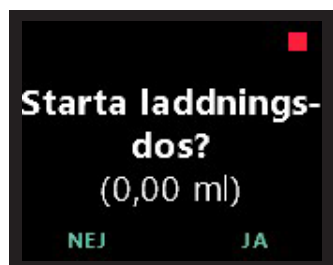 Starta laddnings-
dos?
(0,00 ml)
NEJ JA